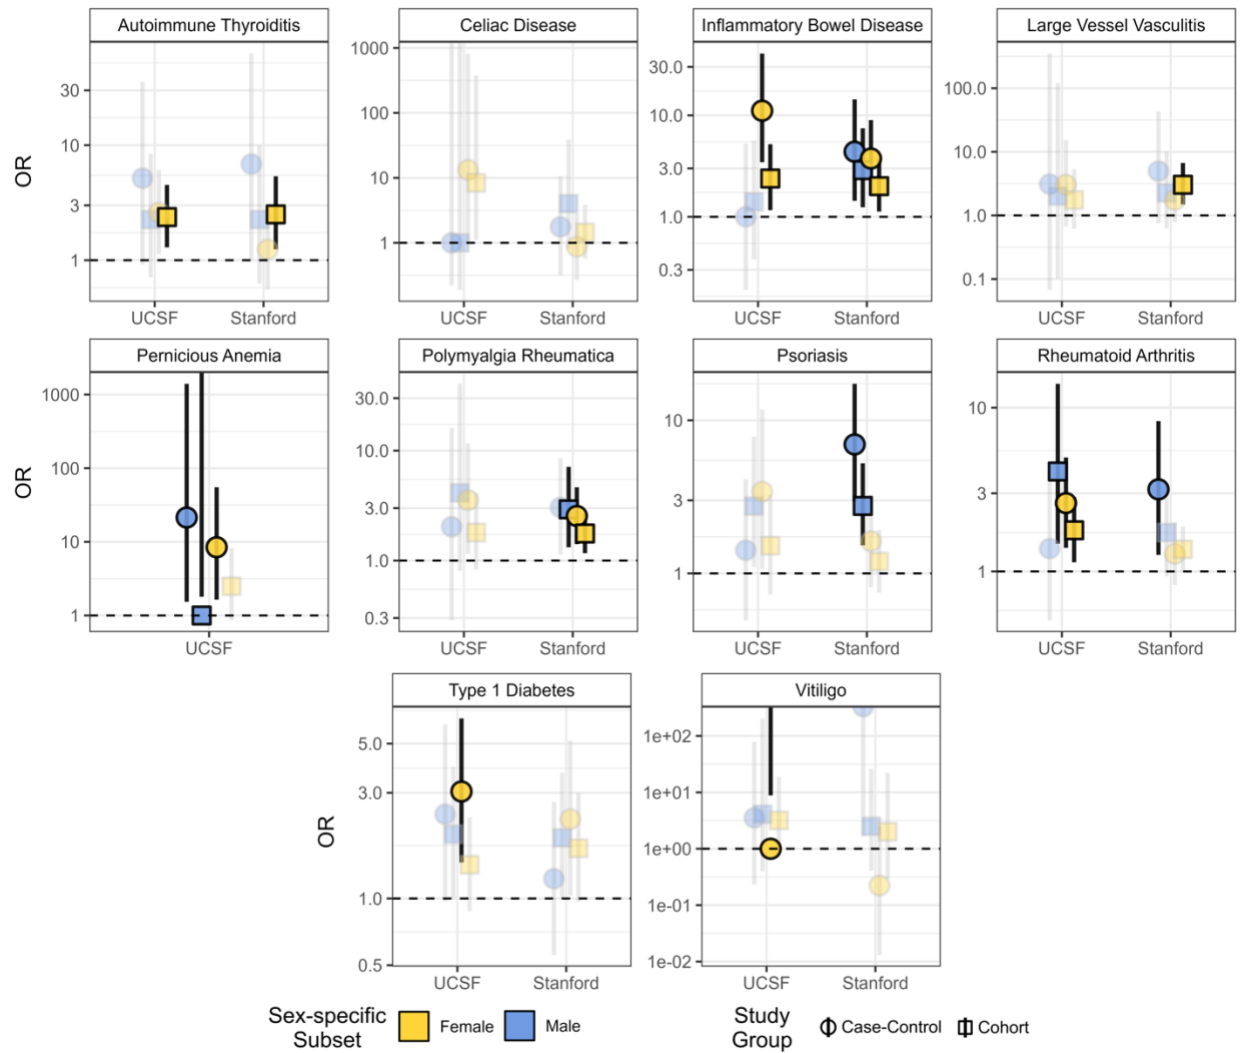 Autoimmune Thyroiditis
Celiac Disease
Inflammatory Bowel Disease
Large Vessel Vasculitis
OR
30
10
3
1
1000
100
10
1
30.0
10.0
3.0
1.0
0.3
100.0
10.0
1.0
0.1
UCSF Stanford
UCSF Stanford
UCSF Stanford
UCSF Stanford
Pernicious Anemia
Polymyalgia Rheumatica
Psoriasis
Rheumatoid Arthritis
OR
1000
100
10
1
30.0
10.0
3.0
1.0
0.3
10
3
1
10
3
1
UCSF
UCSF Stanford
UCSF Stanford
UCSF Stanford
Type 1 Diabetes
Vitiligo
OR
5.0
3.0
1.0
0.5
1e+02
1e+01
1e+00
1e-01
1e-02
UCSF Stanford
UCSF Stanford
Sex-specific
Subset
Female
Male
Study
Group
Case-Control
Cohort